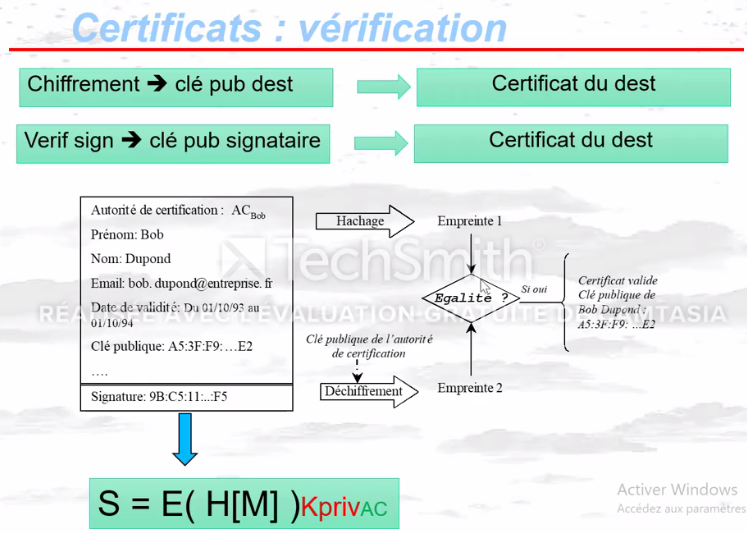 Certificats : vérification
Chiffrement ➔ clé pub dest
Certificat du dest
Verif sign ➔ clé pub signataire
Certificat du dest
Autorité de certification : AC Bob
Prénom: Bob
Nom: Dupond
Email: bob.dupond@entreprise.fr
Date de validité: Du 01/10/93 au
01/10/94
Clé publique: A5:3F:F9:…E2
….
Signature: 9B:C5:11:..:F5
Hachage
Empreinte 1
Egalité ?
Si oui
Certificat valide
Clé publique de
Bob Dupond :
A5:3F:F9: …E2
Clé publique de l'autorité
de certification
Déchiffrement
Empreinte 2
TechSmith®
RÉALISÉE AVEC L'ÉVALUATION GRATUITE DE CAMTASIA
S = E( H[M] )KprivAC
Activer Windows
Accédez aux paramètres